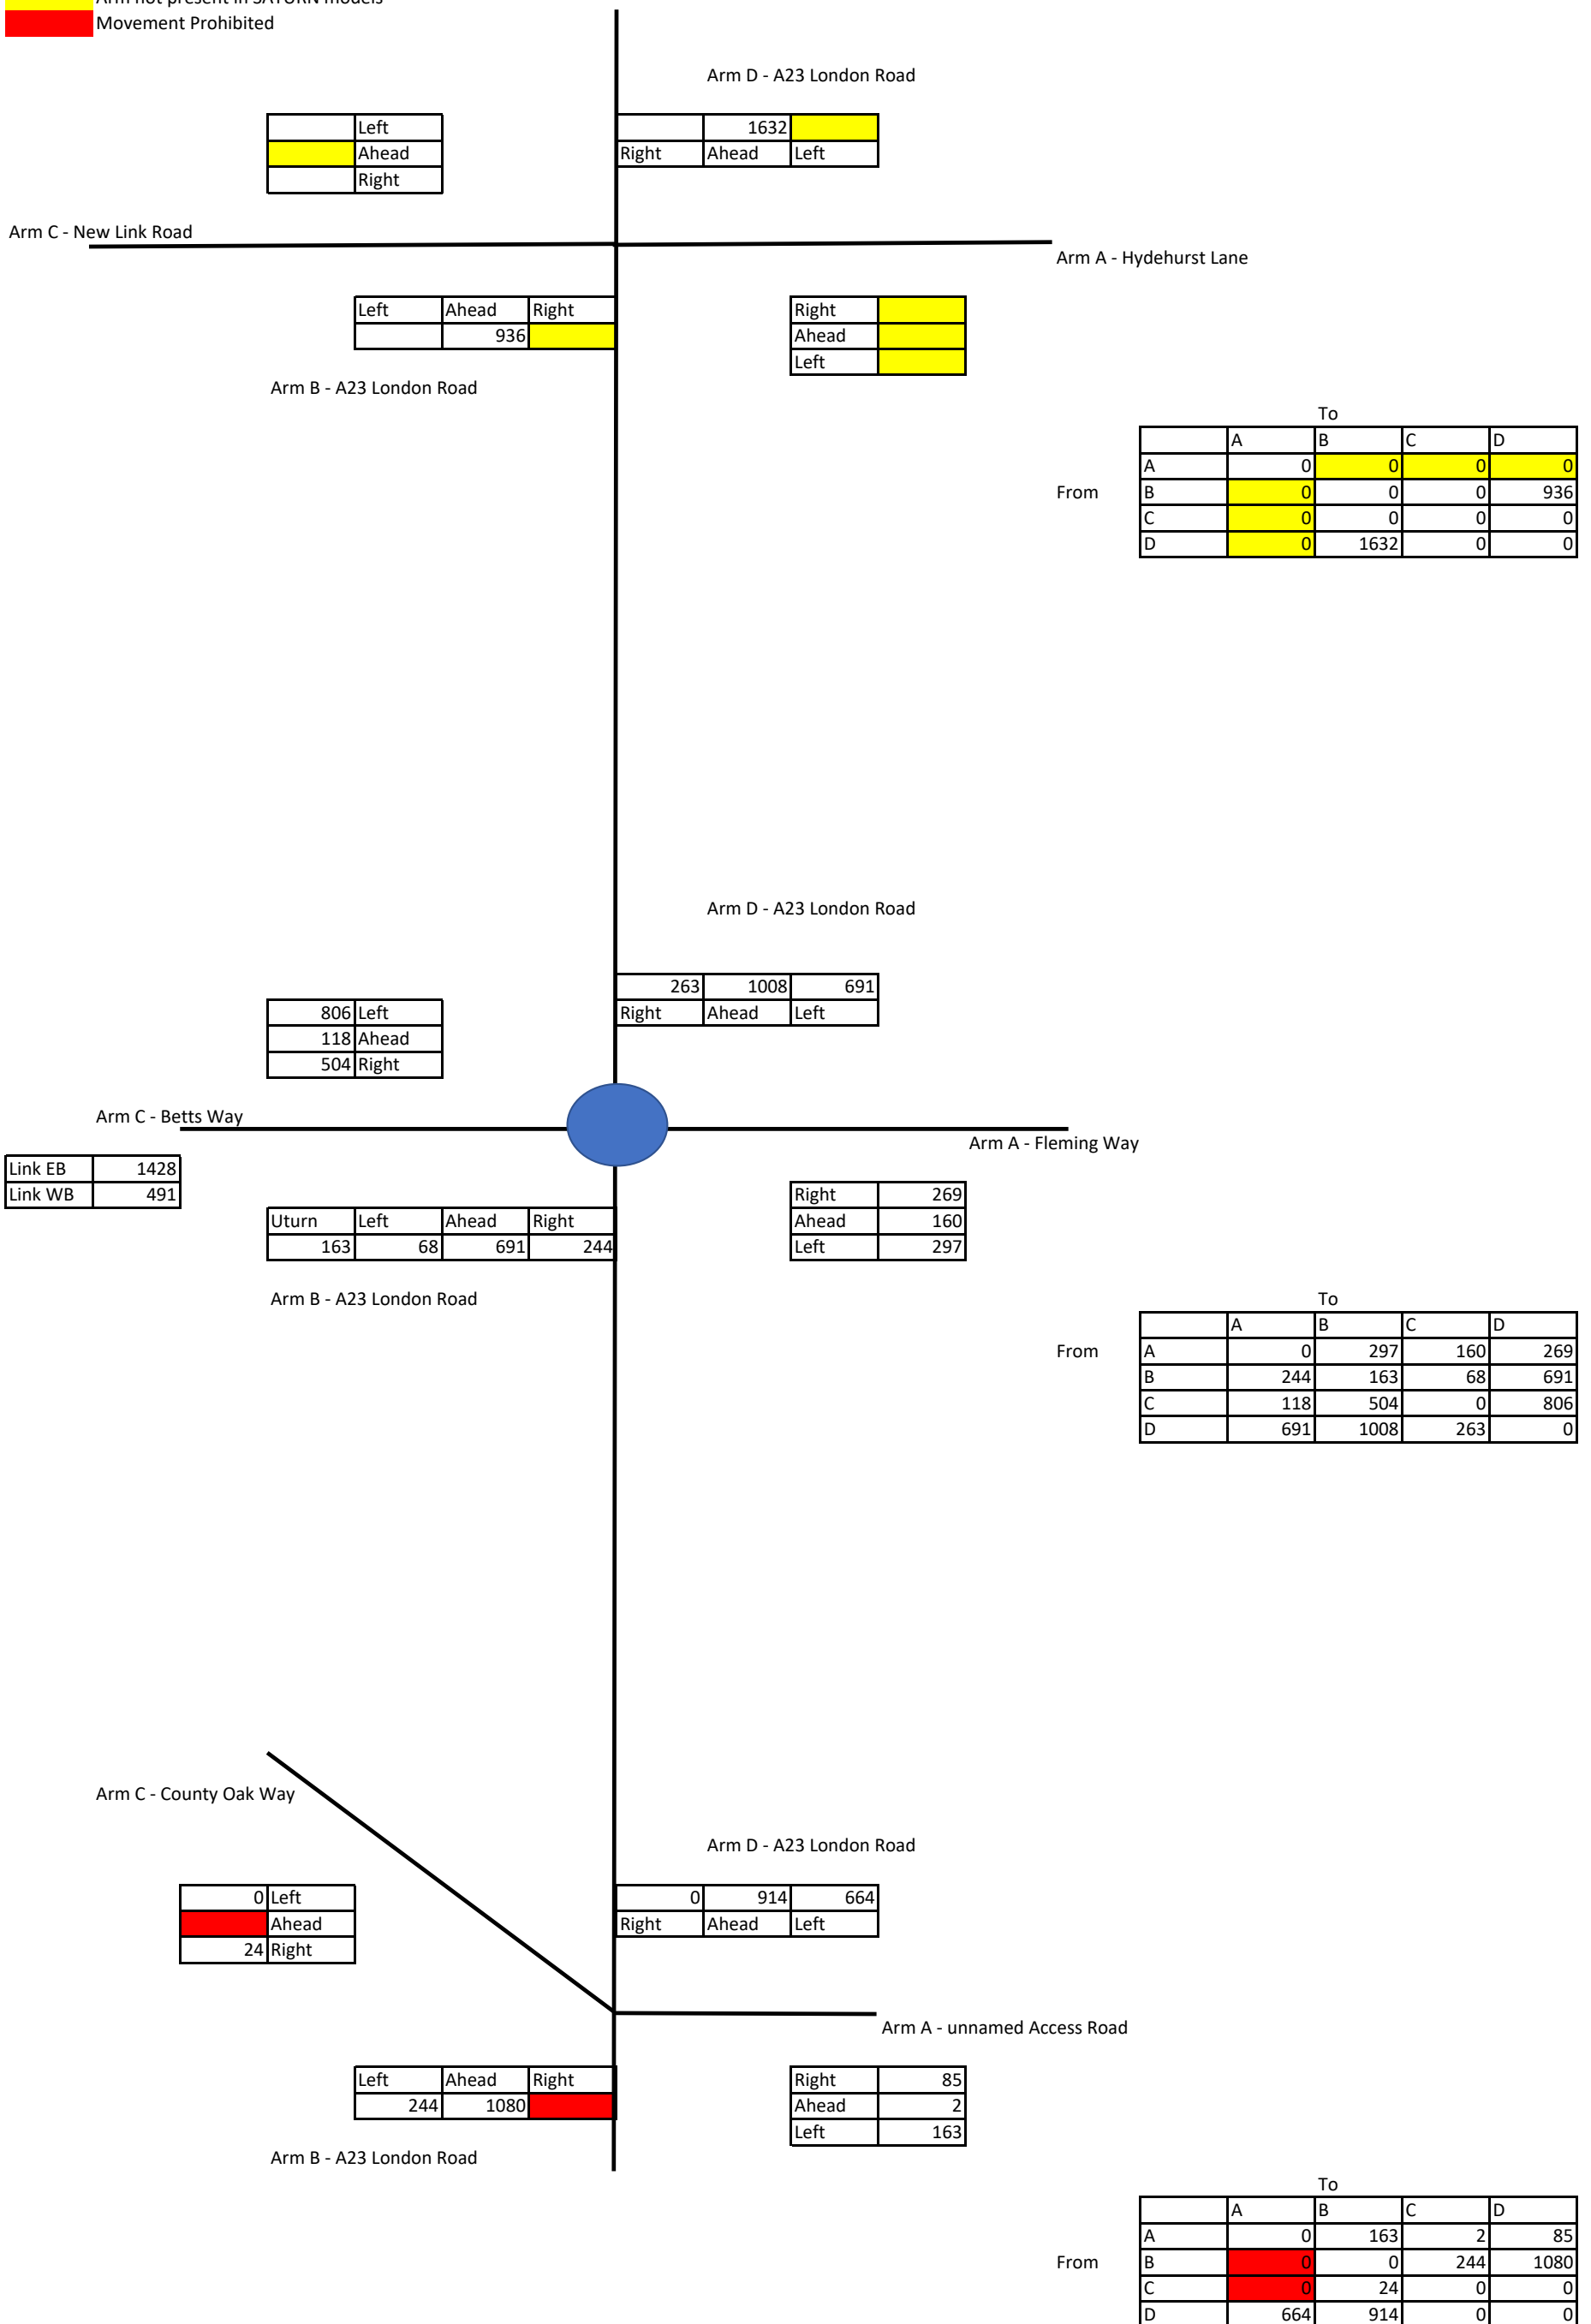 Arm not present in SATURN models
Movement Prohibited
Arm D - A23 London Road
Left
Ahead
Right
1632
Right Ahead Left
Arm C - New Link Road
Arm A - Hydehurst Lane
Left Ahead Right
936
Right
Ahead
Left
Arm B - A23 London Road
To
A B C D
A 0 0 0 0
From B 0 0 0 936
C 0 0 0 0
D 0 1632 0 0
Arm D - A23 London Road
263 1008 691
Right Ahead Left
806 Left
118 Ahead
504 Right
Arm C - Betts Way
Arm A - Fleming Way
Link EB 1428
Link WB 491
Uturn Left Ahead Right
163 68 691 244
Right 269
Ahead 160
Left 297
Arm B - A23 London Road
To
A B C D
From A 0 297 160 269
B 244 163 68 691
C 118 504 0 806
D 691 1008 263 0
Arm C - County Oak Way
Arm D - A23 London Road
0 Left
Ahead
24 Right
0 914 664
Right Ahead Left
Arm A - unnamed Access Road
Left Ahead Right
244 1080
Right 85
Ahead 2
Left 163
Arm B - A23 London Road
To
A B C D
A 0 163 2 85
From B 0 0 244 1080
C 0 24 0 0
D 664 914 0 0